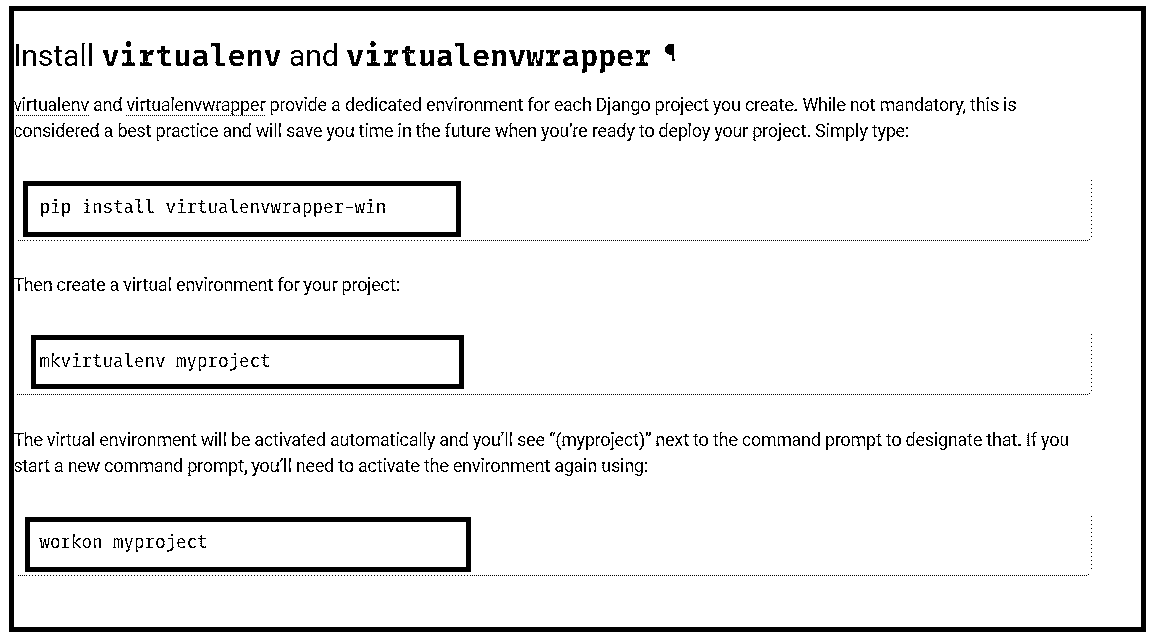 Install virtualenv and virtualenvwrapper ¶
virtualenv and virtualenvwrapper provide a dedicated environment for each Django project you create. While not mandatory, this is
considered a best practice and will save you time in the future when you're ready to deploy your project. Simply type:
pip install virtualenvwrapper-win
Then create a virtual environment for your project:
mkvirtualenv myproject
The virtual environment will be activated automatically and you'll see “(myproject)” next to the command prompt to designate that. If you
start a new command prompt, you'll need to activate the environment again using:
workon myproject